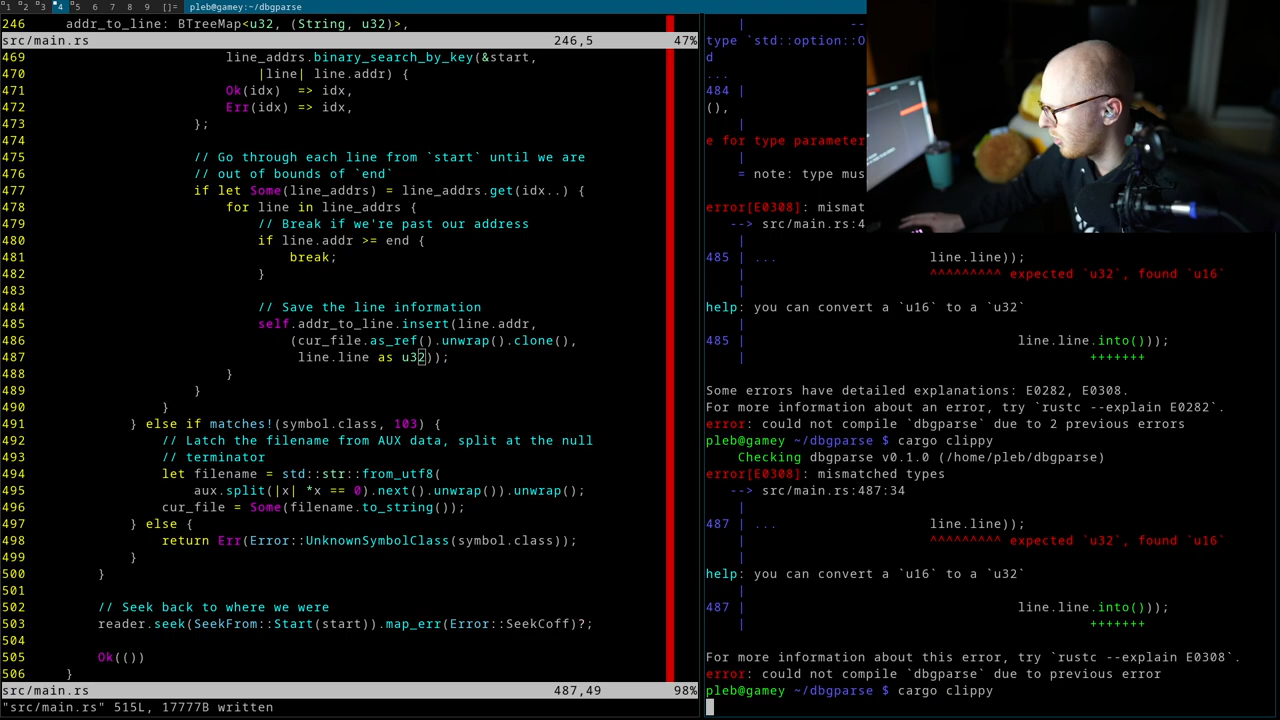 1 2 3 4 5 6 7 8 9 []= pleb@gamey:~/dbgparse
246     addr_to_line: BTreeMap<u32, (String, u32)>,
src/main.rs 246,5 47%
469 line_addrs.binary_search_by_key(&start,
470 |line| line.addr) {
471 Ok(idx)  => idx,
472 Err(idx) => idx,
473 };
474
475 // Go through each line from `start` until we are
476 // out of bounds of `end`
477 if let Some(line_addrs) = line_addrs.get(idx..) {
478 for line in line_addrs {
479 // Break if we're past our address
480 if line.addr >= end {
481 break;
482 }
483
484 // Save the line information
485 self.addr_to_line.insert(line.addr,
486 (cur_file.as_ref().unwrap().clone(),
487 line.line as u32));
488 }
489 }
490 }
491 } else if matches!(symbol.class, 103) {
492 // Latch the filename from AUX data, split at the null
493 // terminator
494 let filename = std::str::from_utf8(
495 aux.split(|x| *x == 0).next().unwrap()).unwrap();
496 cur_file = Some(filename.to_string());
497 } else {
498 return Err(Error::UnknownSymbolClass(symbol.class));
499 }
500 }
501
502 // Seek back to where we were
503 reader.seek(SeekFrom::Start(start)).map_err(Error::SeekCoff)?;
504
505 Ok(())
506 }
src/main.rs 487,49 98%
"src/main.rs" 515L, 17777B written
| --
type `std::option::O
d
...
484 |
(),
|
e for type parameter
|
= note: type mus
error[E0308]: mismat
--> src/main.rs:4
|
485 | ... line.line));
| ^^^^^^^^^ expected `u32`, found `u16`
|
help: you can convert a `u16` to a `u32`
|
485 | line.line.into()));
| +++++++
Some errors have detailed explanations: E0282, E0308.
For more information about an error, try `rustc --explain E0282`.
error: could not compile `dbgparse` due to 2 previous errors
pleb@gamey ~/dbgparse $ cargo clippy
Checking dbgparse v0.1.0 (/home/pleb/dbgparse)
error[E0308]: mismatched types
--> src/main.rs:487:34
|
487 | ... line.line));
| ^^^^^^^^^ expected `u32`, found `u16`
|
help: you can convert a `u16` to a `u32`
|
487 | line.line.into()));
| +++++++
For more information about this error, try `rustc --explain E0308`.
error: could not compile `dbgparse` due to previous error
pleb@gamey ~/dbgparse $ cargo clippy